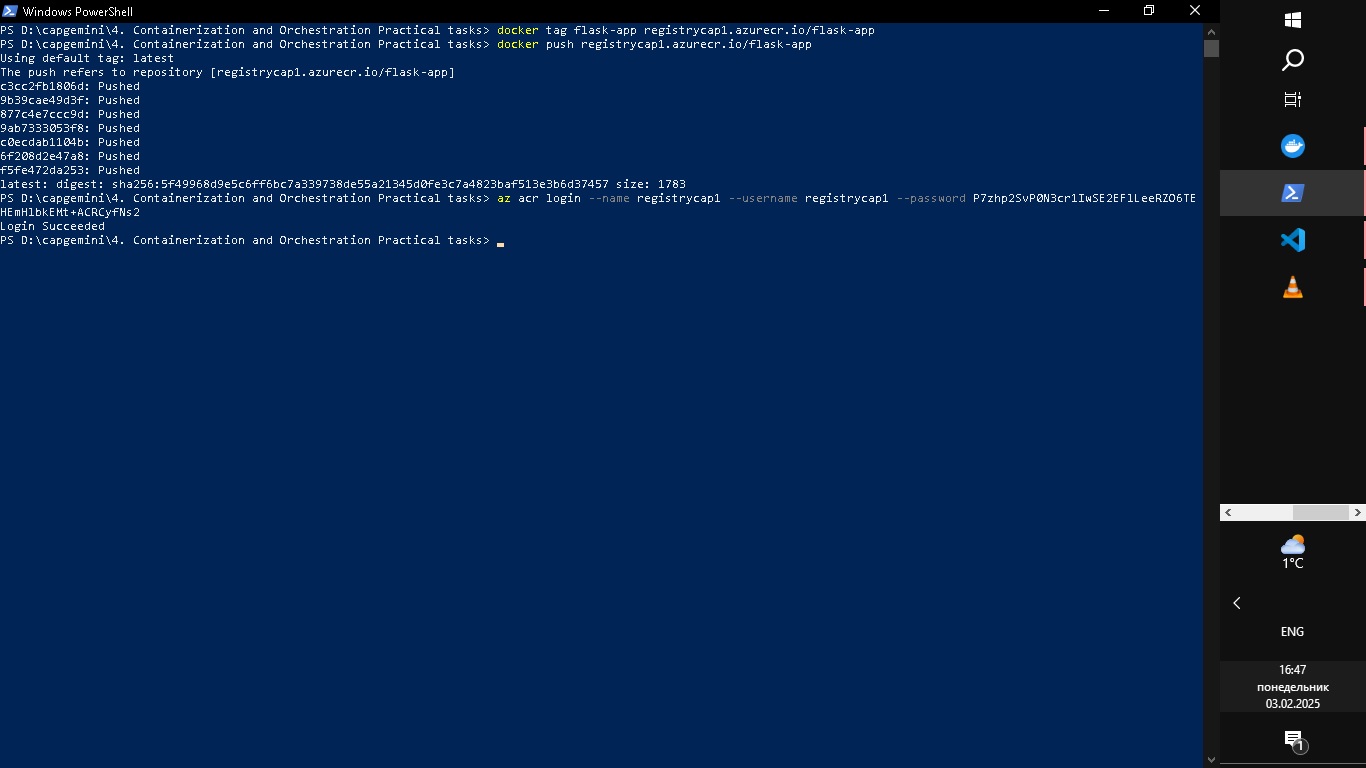 Windows PowerShell
PS D:\capgemini\4. Containerization and Orchestration Practical tasks> docker tag flask-app registrycap1.azurecr.io/flask-app
PS D:\capgemini\4. Containerization and Orchestration Practical tasks> docker push registrycap1.azurecr.io/flask-app
Using default tag: latest
The push refers to repository [registrycap1.azurecr.io/flask-app]
c3cc2fb1806d: Pushed
9b39cae49d3f: Pushed
877c4e7ccc9d: Pushed
9ab7333053f8: Pushed
c0ecdab1104b: Pushed
6f208d2e47a8: Pushed
f5fe472da253: Pushed
latest: digest: sha256:5f49968d9e5c6ff6bc7a339738de55a21345d0fe3c7a4823baf513e3b6d37457 size: 1783
PS D:\capgemini\4. Containerization and Orchestration Practical tasks> az acr login --name registrycap1 --username registrycap1 --password P7zhp2SvP0N3cr1IwSE2EFlLeeRZO6TE
HEmHlbkEMt+ACRCyfNs2
Login Succeeded
PS D:\capgemini\4. Containerization and Orchestration Practical tasks>
1°C
ENG
16:47
понедельник
03.02.2025
1